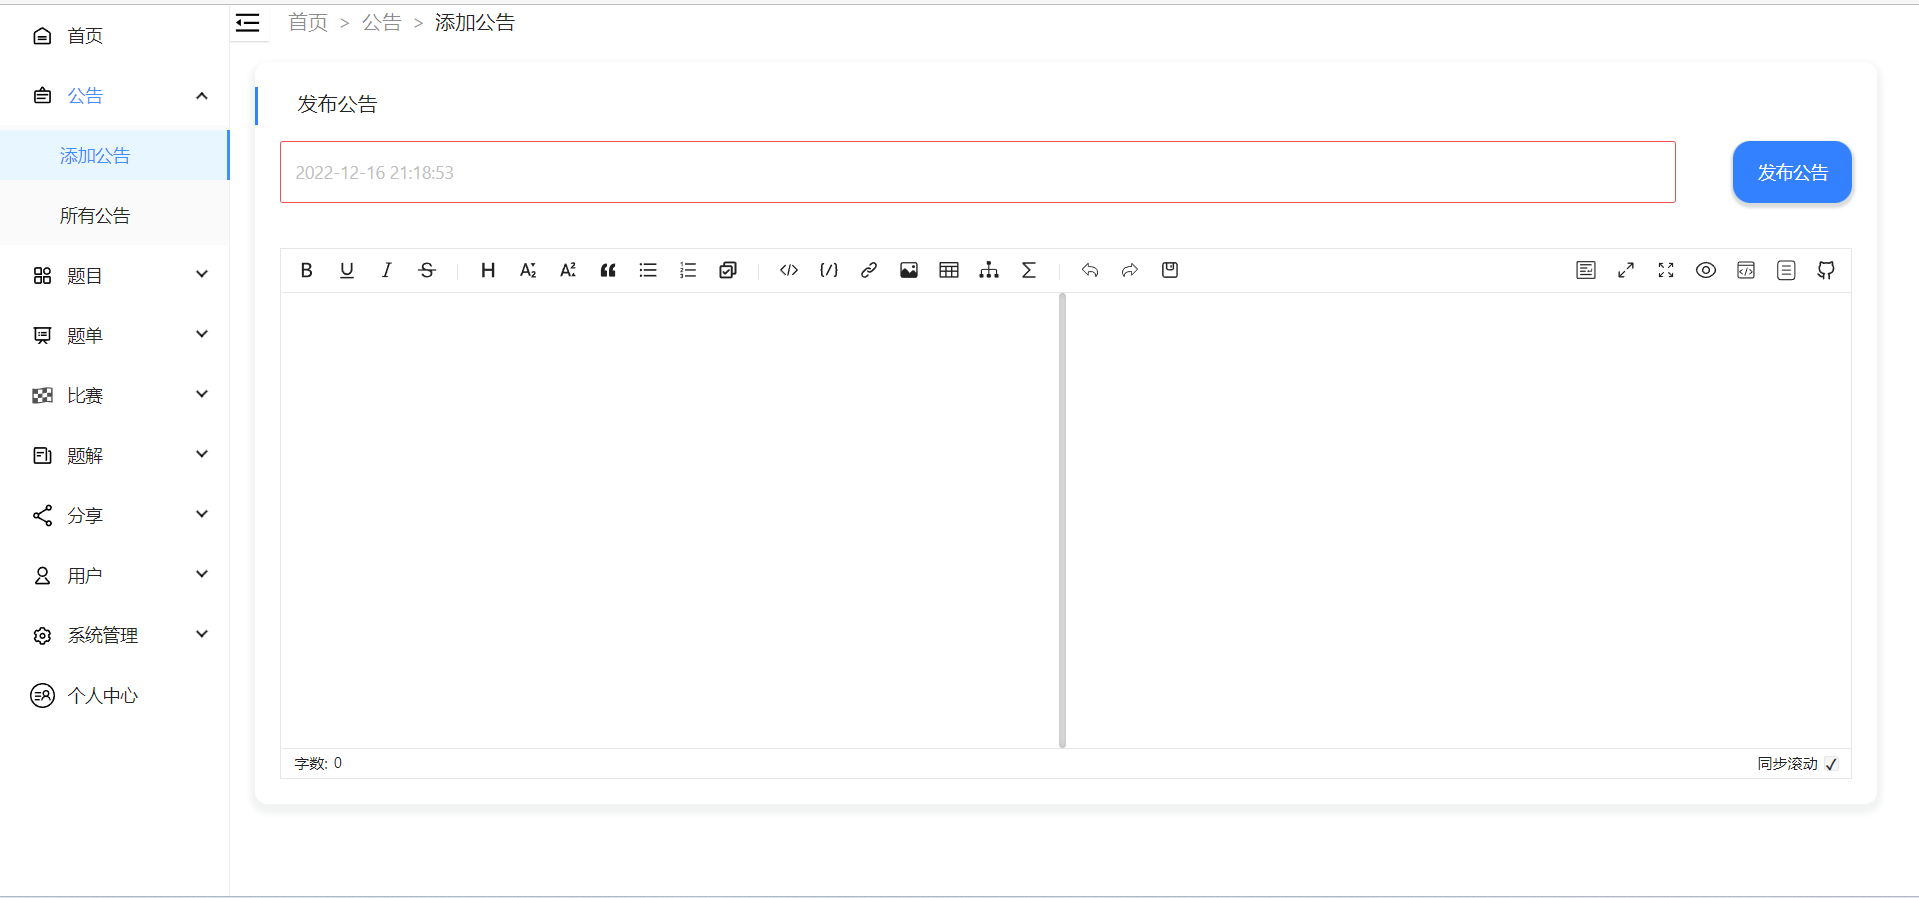 首页
公告
添加公告
所有公告
题目
题单
比赛
题解
分享
用户
系统管理
个人中心
首页 > 公告 > 添加公告
发布公告
2022-12-16 21:18:53
发布公告
字数: 0
同步滚动